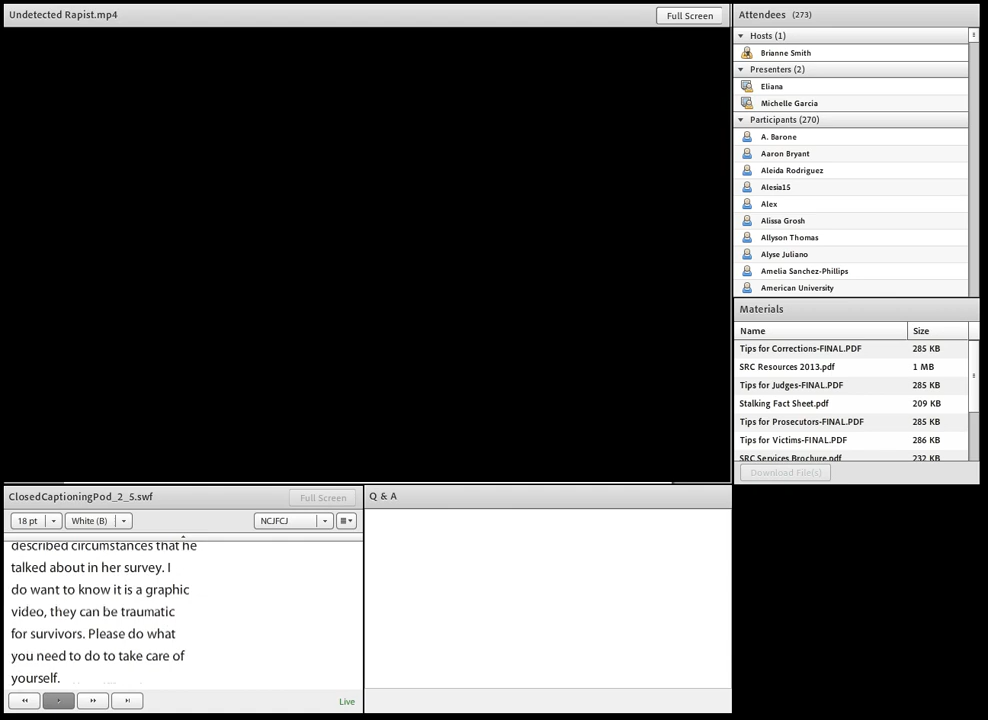 Undetected Rapist.mp4
Full Screen
Attendees (273)
Hosts (1)
Brianne Smith
Presenters (2)
Eliana
Michelle Garcia
Participants (270)
A. Barone
Aaron Bryant
Aleida Rodriguez
Alesia15
Alex
Alissa Grosh
Allyson Thomas
Alyse Juliano
Amelia Sanchez-Phillips
American University
Materials
Name Size
Tips for Corrections-FINAL.PDF 285 KB
SRC Resources 2013.pdf 1 MB
Tips for Judges-FINAL.PDF 285 KB
Stalking Fact Sheet.pdf 209 KB
Tips for Prosecutors-FINAL.PDF 285 KB
Tips for Victims-FINAL.PDF 286 KB
SRC Services Brochure.pdf 232 KB
Download File(s)
ClosedCaptioningPod_2_5.swf
Full Screen
18 pt White (B) NCJFCJ
described circumstances that he
talked about in her survey. I
do want to know it is a graphic
video, they can be traumatic
for survivors. Please do what
you need to do to take care of
yourself.
Live
Q & A